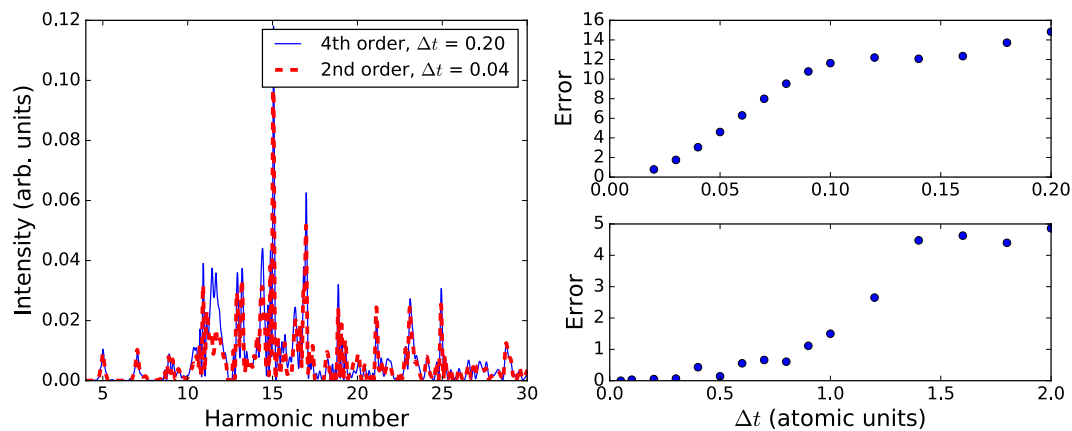 0.12
0.10
0.08
0.06
0.04
0.02
0.00
Intensity (arb. units)
4th order, Δt = 0.20
2nd order, Δt = 0.04
5 10 15 20 25 30
Harmonic number
16
14
12
10
8
6
4
2
0
Error
0.00 0.05 0.10 0.15 0.20
5
4
3
2
1
0
Error
0.0 0.5 1.0 1.5 2.0
Δt (atomic units)